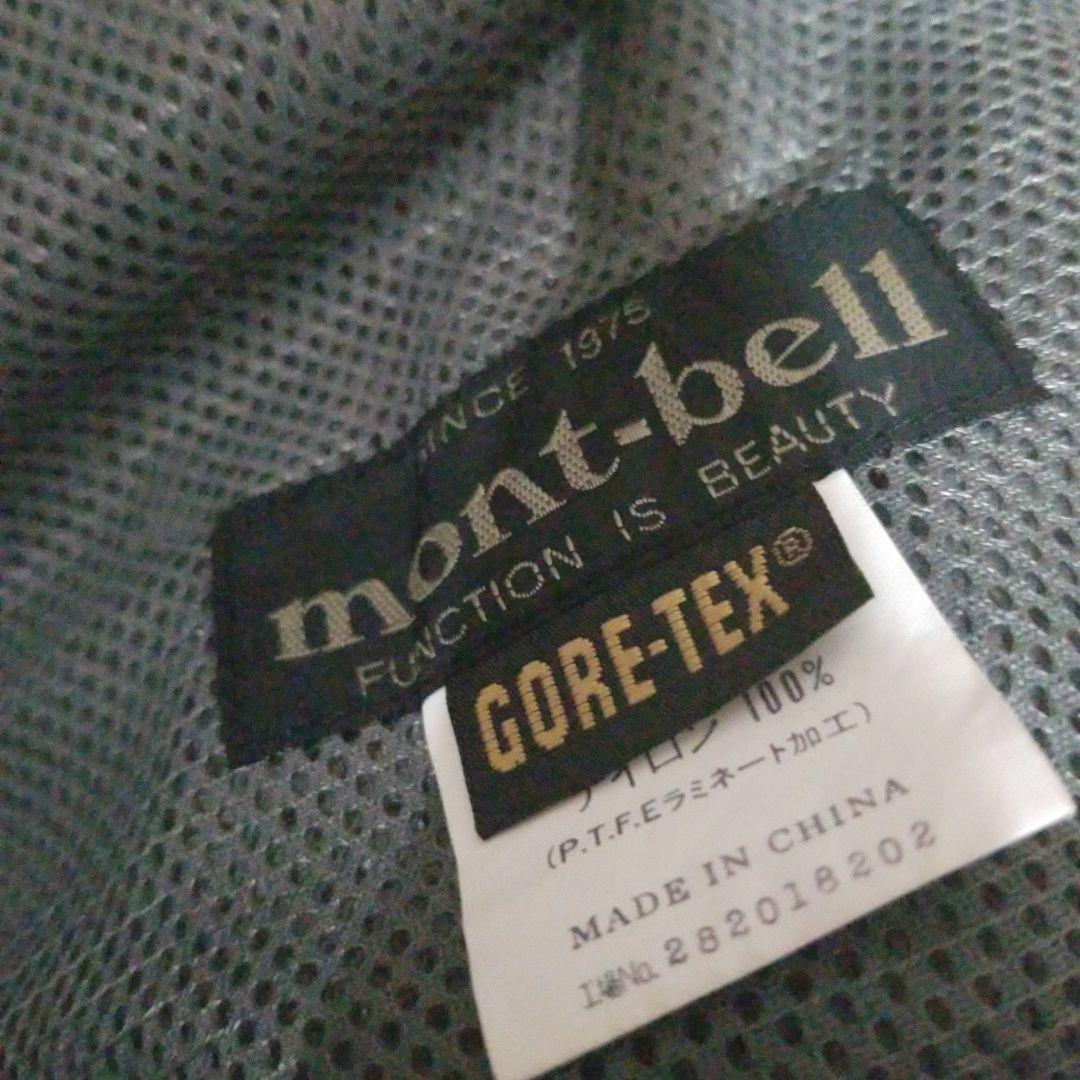 SINCE 1975
mont-bell
FUNCTION IS BEAUTY
GORE-TEX®
ナイロン 100%
(P.T.F.Eラミネート加工)
MADE IN CHINA
No. 282018202